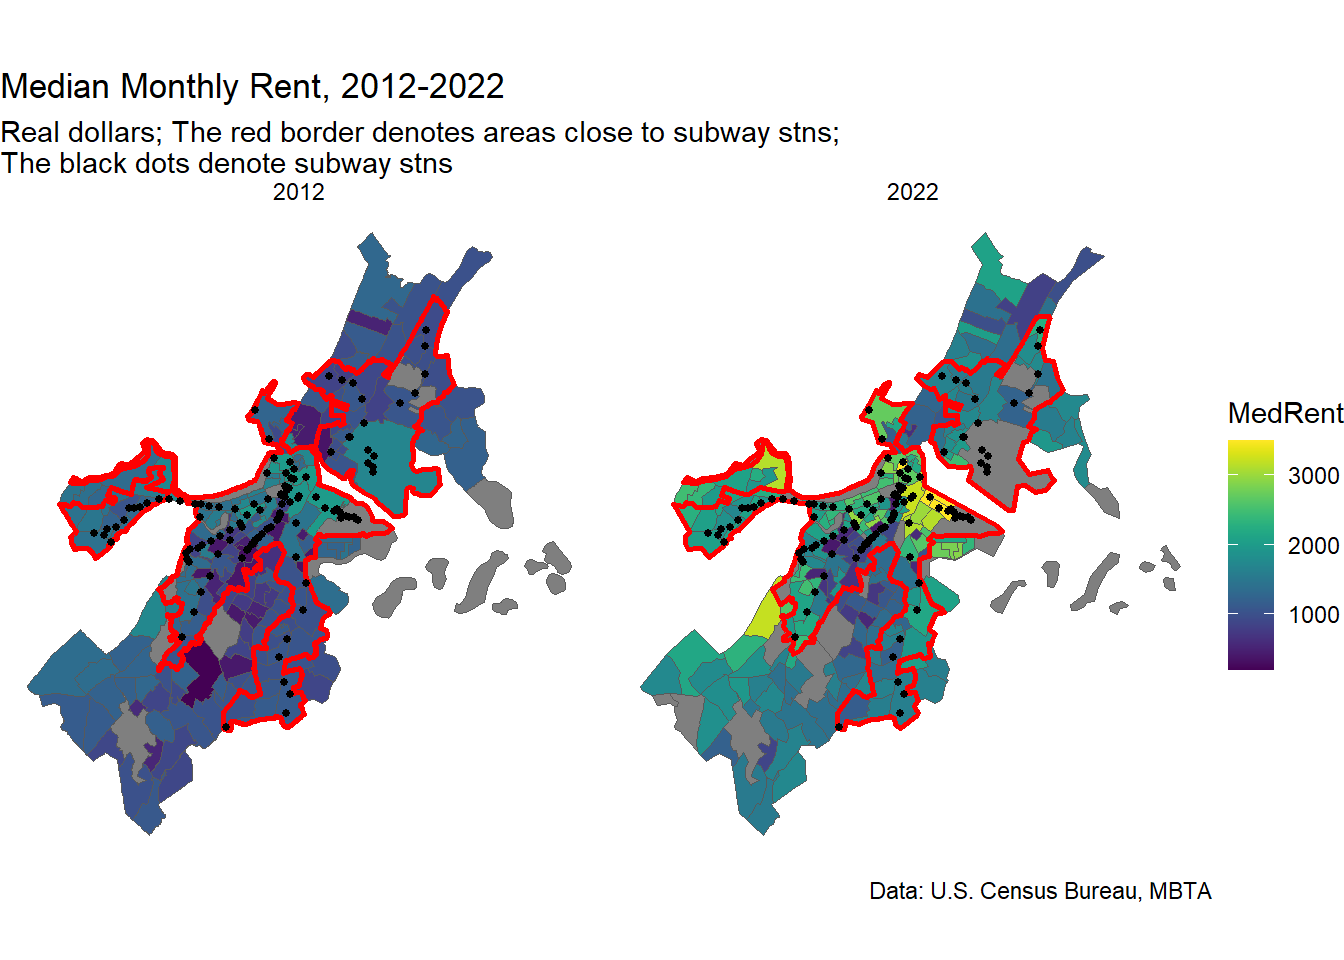 Median Monthly Rent, 2012-2022
Real dollars; The red border denotes areas close to subway stns;
The black dots denote subway stns
2012
2022
MedRent
3000
2000
1000
Data: U.S. Census Bureau, MBTA